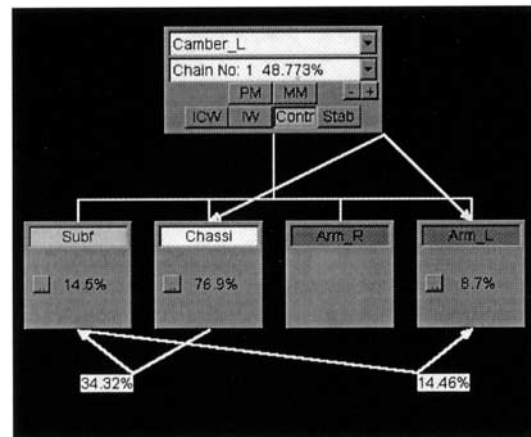 Camber_L
Chain No: 1 48.773%
PM MM - +
ICW IW Contr Stab
Subf Chassi Arm_R Arm_L
... 14.5% ... 76.9% ... 8.7%
34.32% 14.46%